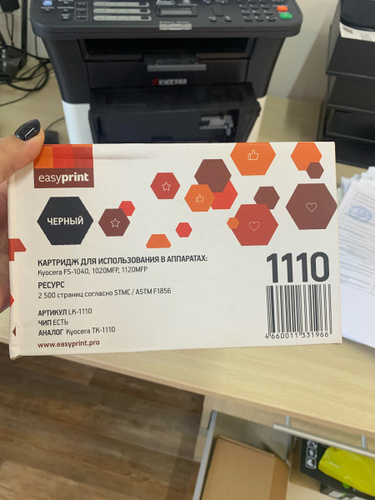 KYOCERA
easyprint
ЧЕРНЫЙ
КАРТРИДЖ ДЛЯ ИСПОЛЬЗОВАНИЯ В АППАРАТАХ:
Kyocera FS-1040, 1020MFP, 1120MFP
РЕСУРС
2 500 страниц согласно STMC / ASTM F1856
АРТИКУЛ LK-1110
ЧИП ЕСТЬ
АНАЛОГ Kyocera TK-1110
www.easyprint.pro
1110
4660011331966